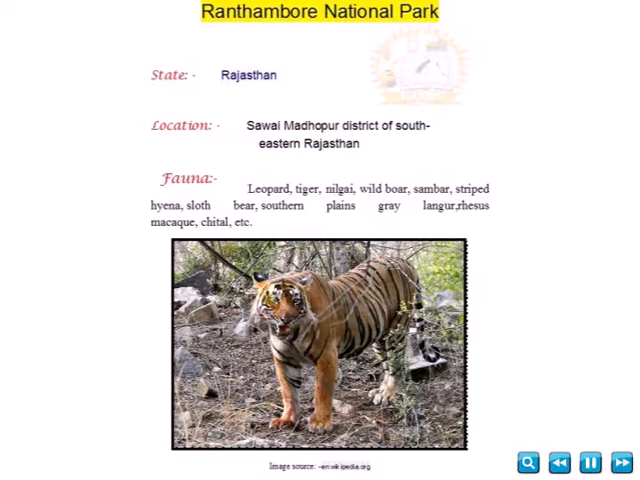 Ranthambore National Park
State: - Rajasthan
Location: - Sawai Madhopur district of south-
eastern Rajasthan
Fauna:-
Leopard, tiger, nilgai, wild boar, sambar, striped
hyena, sloth bear, southern plains gray langur,rhesus
macaque, chital, etc.
Image source: -en.wikipedia.org